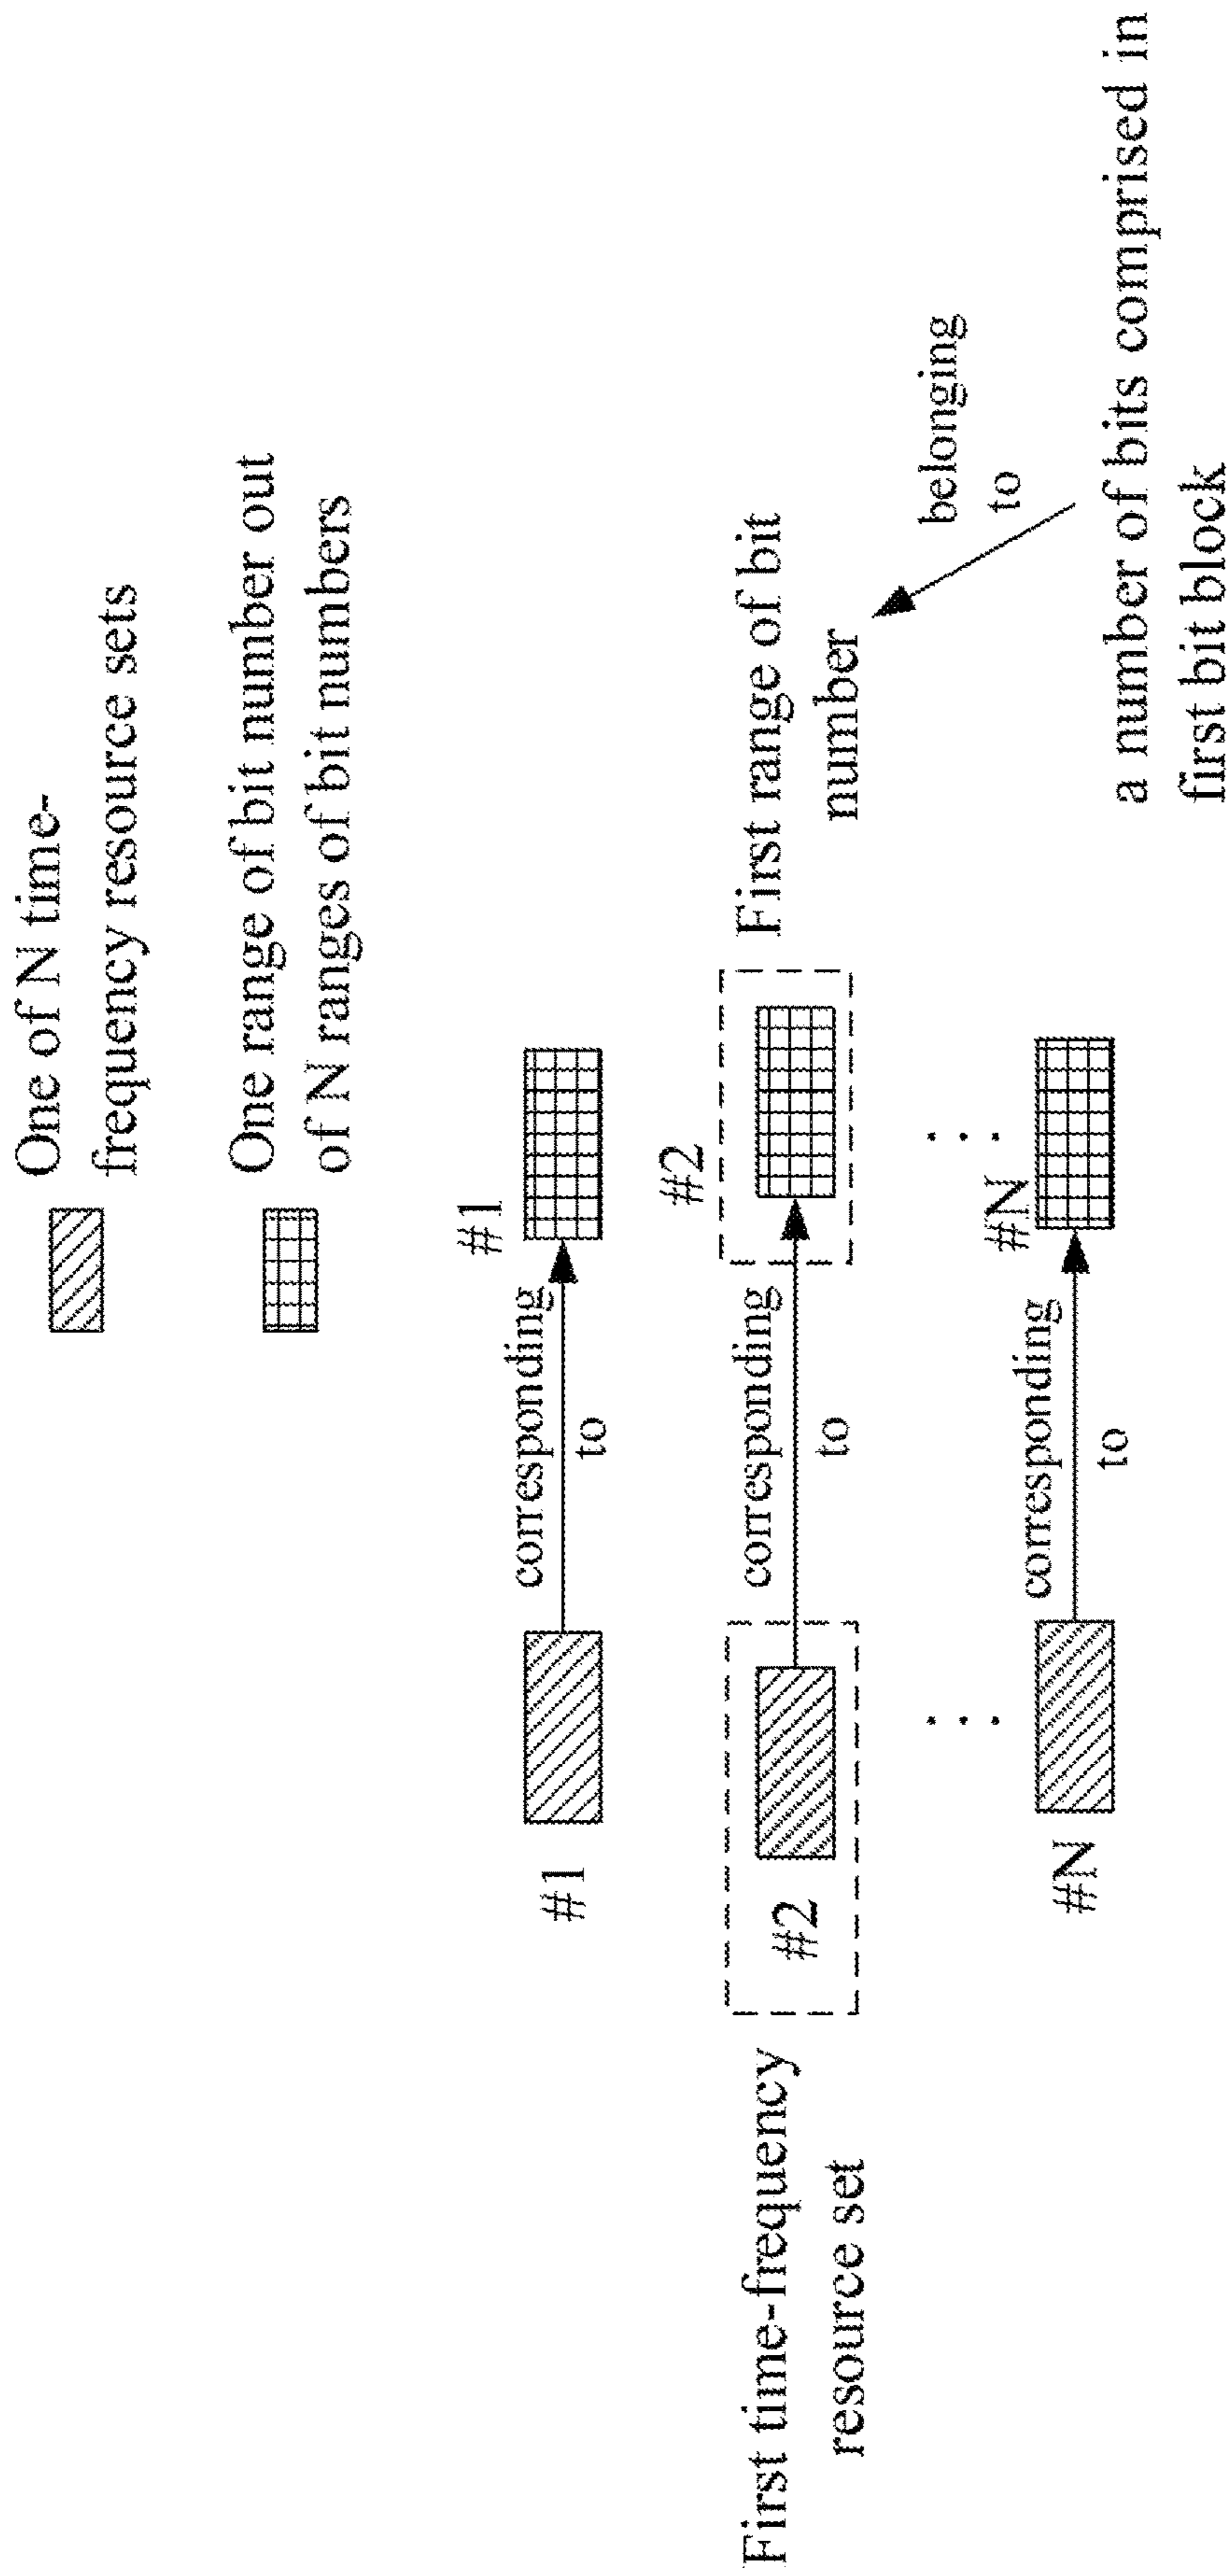 One of N time-
frequency resource sets
One range of bit number out
of N ranges of bit numbers
#1
corresponding
to
#1
#2
corresponding
to
#2
First time-frequency
resource set
First range of bit
number
belonging
to
a number of bits comprised in
first bit block
#N
corresponding
to
#N